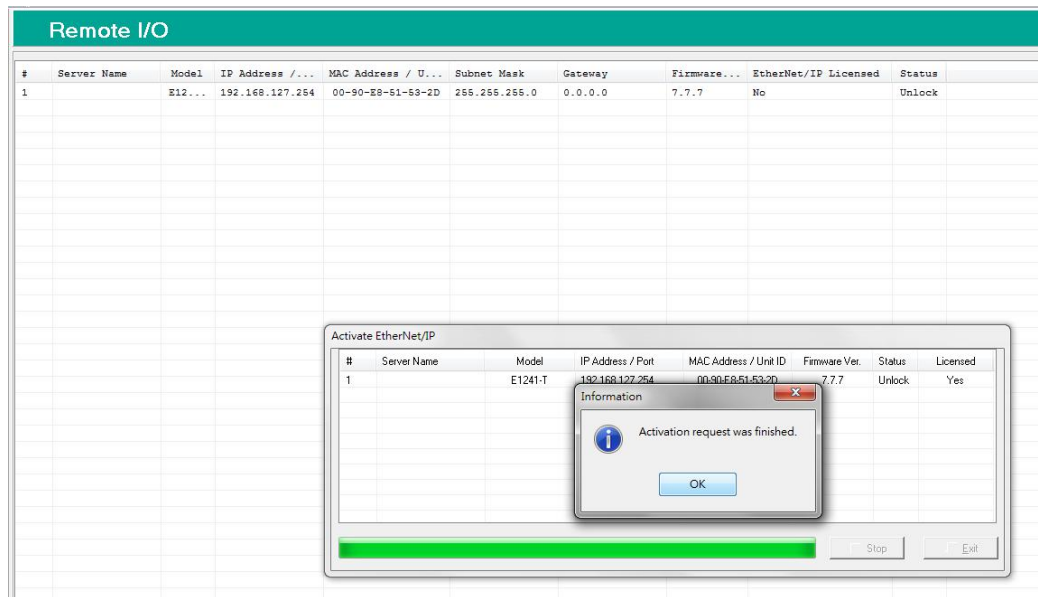 Remote I/O
# Server Name Model IP Address /... MAC Address / U... Subnet Mask Gateway Firmware... EtherNet/IP Licensed Status
1 E12... 192.168.127.254 00-90-E8-51-53-2D 255.255.255.0 0.0.0.0 7.7.7 No Unlock
Activate EtherNet/IP
# Server Name Model IP Address / Port MAC Address / Unit ID Firmware Ver. Status Licensed
1 E1241-T 192.168.127.254 00-90-E8-51-53-2D 7.7.7 Unlock Yes
Information
Activation request was finished.
OK
Stop Exit